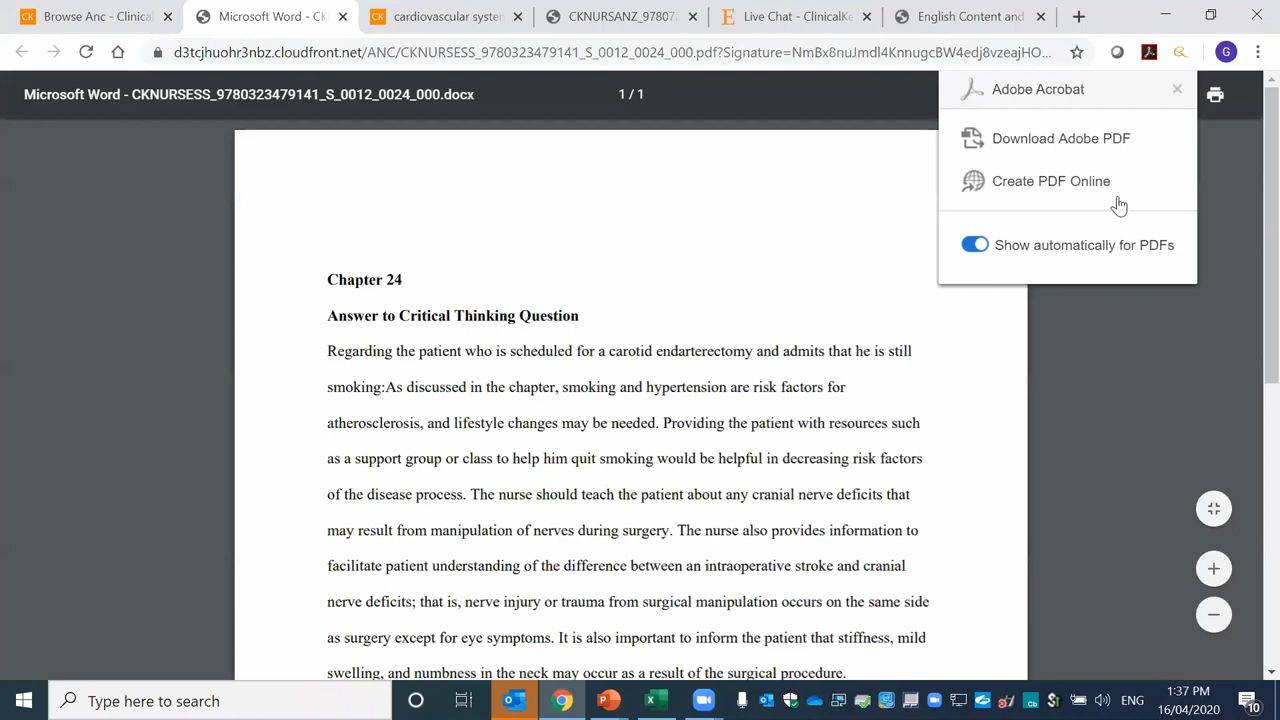 Browse Anc - Clinical
Microsoft Word - CK
cardiovascular syste
CKNURSANZ_97803
Live Chat - ClinicalKe
English Content and
d3tcjhuohr3nbz.cloudfront.net/ANC/CKNURSESS_9780323479141_S_0012_0024_000.pdf?Signature=NmBx8nuJmdl4KnnugcBW4edj8vzeajHO...
G
Microsoft Word - CKNURSESS_9780323479141_S_0012_0024_000.docx
1 / 1
Adobe Acrobat
Download Adobe PDF
Create PDF Online
Show automatically for PDFs
Chapter 24
Answer to Critical Thinking Question
Regarding the patient who is scheduled for a carotid endarterectomy and admits that he is still
smoking:As discussed in the chapter, smoking and hypertension are risk factors for
atherosclerosis, and lifestyle changes may be needed. Providing the patient with resources such
as a support group or class to help him quit smoking would be helpful in decreasing risk factors
of the disease process. The nurse should teach the patient about any cranial nerve deficits that
may result from manipulation of nerves during surgery. The nurse also provides information to
facilitate patient understanding of the difference between an intraoperative stroke and cranial
nerve deficits; that is, nerve injury or trauma from surgical manipulation occurs on the same side
as surgery except for eye symptoms. It is also important to inform the patient that stiffness, mild
swelling, and numbness in the neck may occur as a result of the surgical procedure.
Type here to search
ENG
1:37 PM
16/04/2020
10